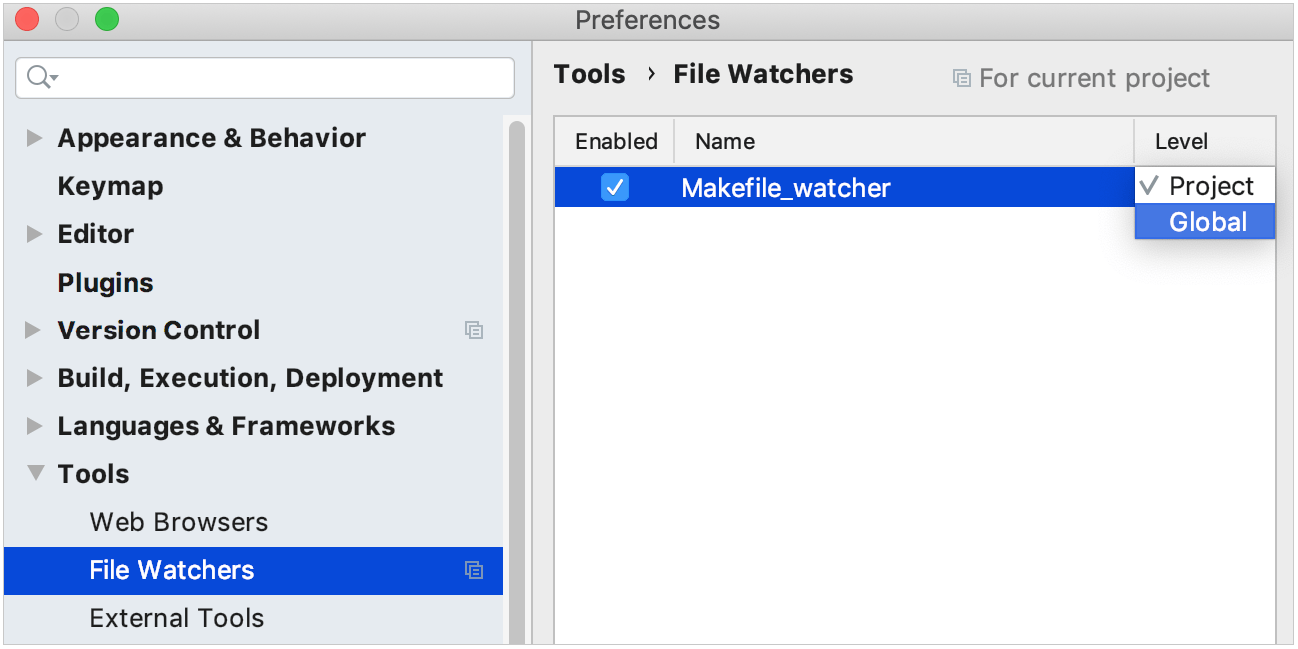 Preferences
Appearance & Behavior
Keymap
Editor
Plugins
Version Control
Build, Execution, Deployment
Languages & Frameworks
Tools
Web Browsers
File Watchers
External Tools
Tools › File Watchers
For current project
Enabled Name Level
Makefile_watcher Project
Global